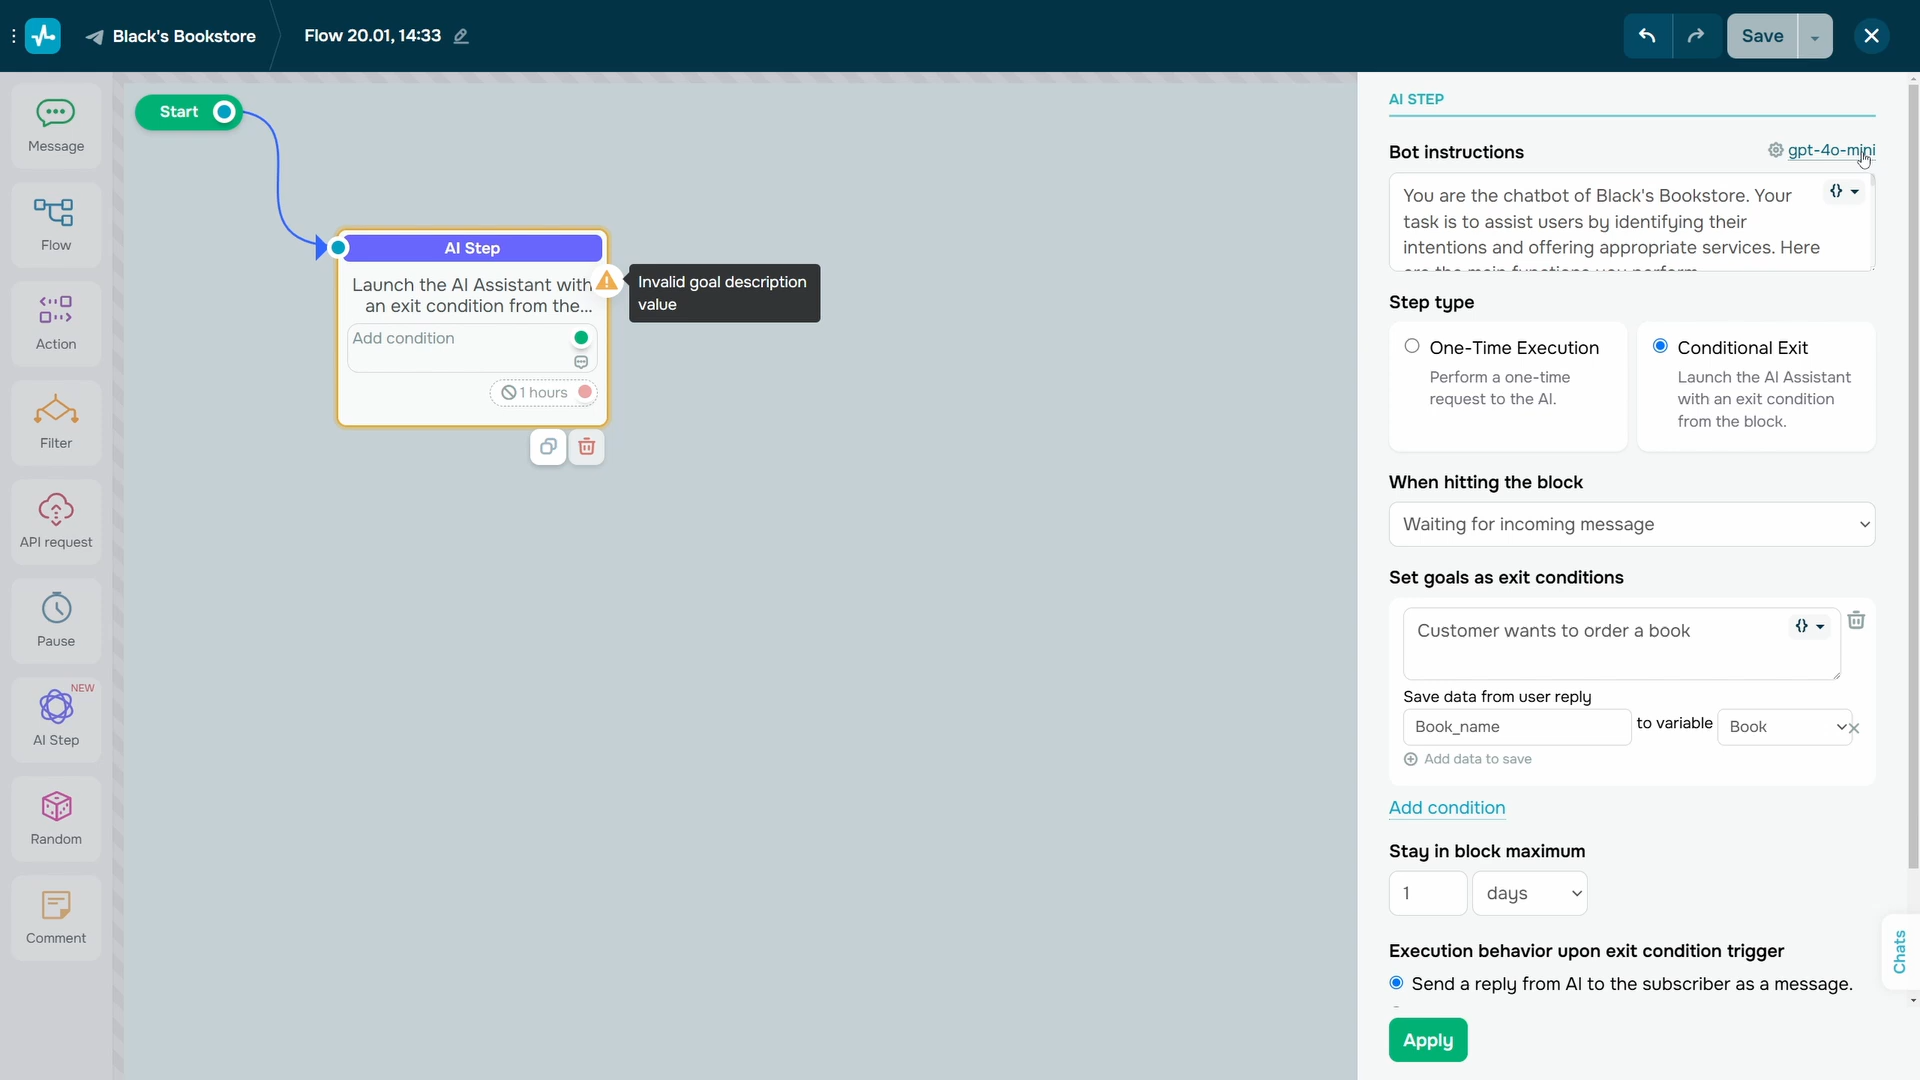 Black's Bookstore
Flow 20.01, 14:33
Save
Message
Flow
Action
Filter
API request
Pause
NEW
AI Step
Random
Comment
Start
AI Step
Launch the AI Assistant with
an exit condition from the...
Add condition
1 hours
Invalid goal description
value
AI STEP
Bot instructions
gpt-4o-mini
You are the chatbot of Black's Bookstore. Your
task is to assist users by identifying their
intentions and offering appropriate services. Here
are the main functions you perform
{}
Step type
One-Time Execution
Perform a one-time
request to the AI.
Conditional Exit
Launch the AI Assistant
with an exit condition
from the block.
When hitting the block
Waiting for incoming message
Set goals as exit conditions
Customer wants to order a book
{}
Save data from user reply
Book_name to variable Book
Add data to save
Add condition
Stay in block maximum
1 days
Execution behavior upon exit condition trigger
Send a reply from AI to the subscriber as a message.
Apply
Chats